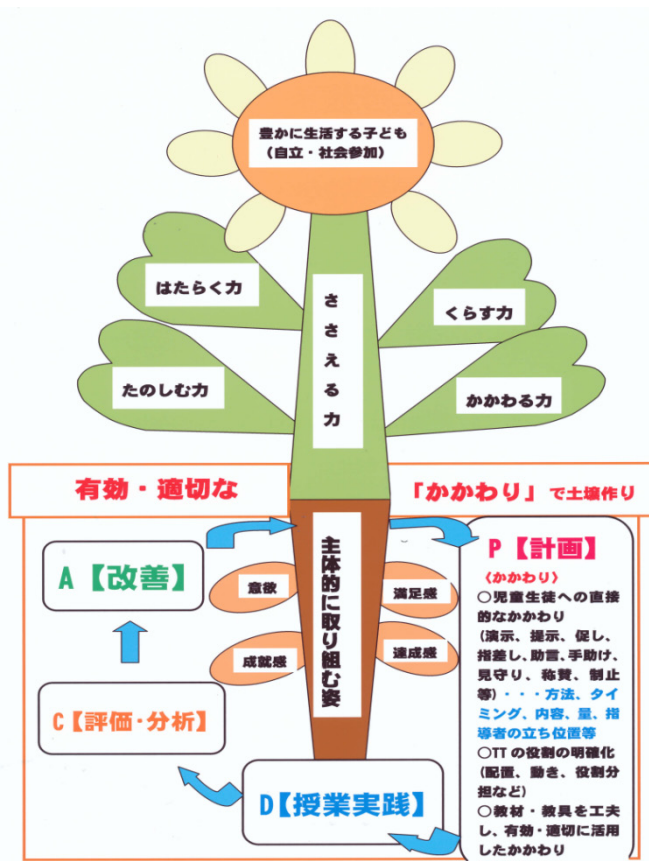 豊かに生活する子ども
（自立・社会参加）
はたらく力
ささえる力
くらす力
たのしむ力
かかわる力
有効・適切な
「かかわり」で土壌作り
主体的に取り組む姿
A【改善】
意欲
満足感
成就感
達成感
C【評価・分析】
D【授業実践】
P【計画】
〈かかわり〉
○児童生徒への直接
的なかかわり
(演示、提示、促し、
指差し、助言、手助け、
見守り、称賛、制止
等)・・・方法、タイ
ミング、内容、量、指
導者の立ち位置等
○TTの役割の明確化
(配置、動き、役割分
担など)
○教材・教具を工夫
し、有効・適切に活用
したかかわり